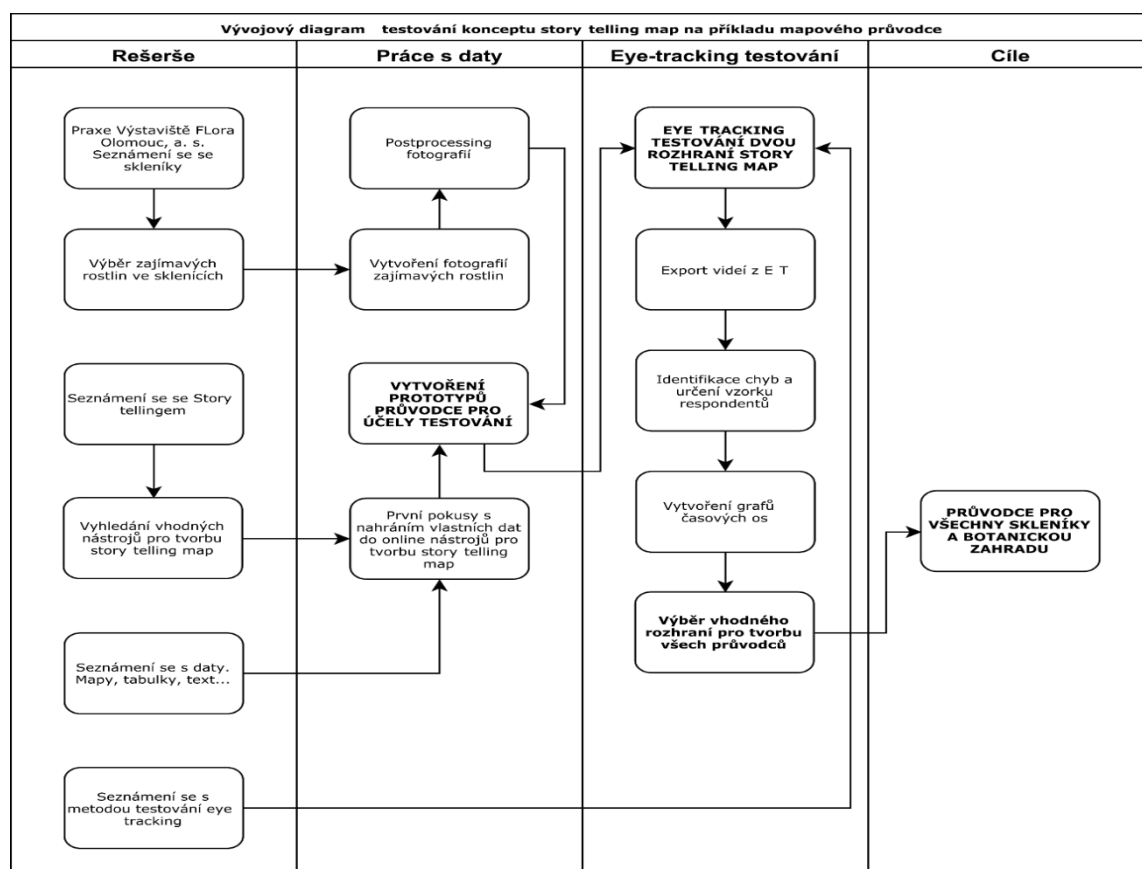 Vývojový diagram testování konceptu story telling map na příkladu mapového průvodce
Rešerše
Práce s daty
Eye-tracking testování
Cíle
Praxe Výstaviště FLora
Olomouc, a. s.
Seznámení se se
skleníky
Výběr zajímavých
rostlin ve sklenících
Seznámení se se Story
tellingem
Vyhledání vhodných
nástrojů pro tvorbu
story telling map
Seznámení se s daty.
Mapy, tabulky, text...
Seznámení se s
metodou testování eye
tracking
Postprocessing
fotografií
Vytvoření fotografií
zajímavých rostlin
VYTVOŘENÍ
PROTOTYPŮ
PRŮVODCE PRO
ÚČELY TESTOVÁNÍ
První pokusy s
nahráním vlastních dat
do online nástrojů pro
tvorbu story telling
map
EYE TRACKING
TESTOVÁNÍ DVOU
ROZHRANÍ STORY
TELLING MAP
Export videí z E T
Identifikace chyb a
určení vzorku
respondentů
Vytvoření grafů
časových os
Výběr vhodného
rozhraní pro tvorbu
všech průvodců
PRŮVODCE PRO
VŠECHNY SKLENÍKY
A BOTANICKOU
ZAHRADU